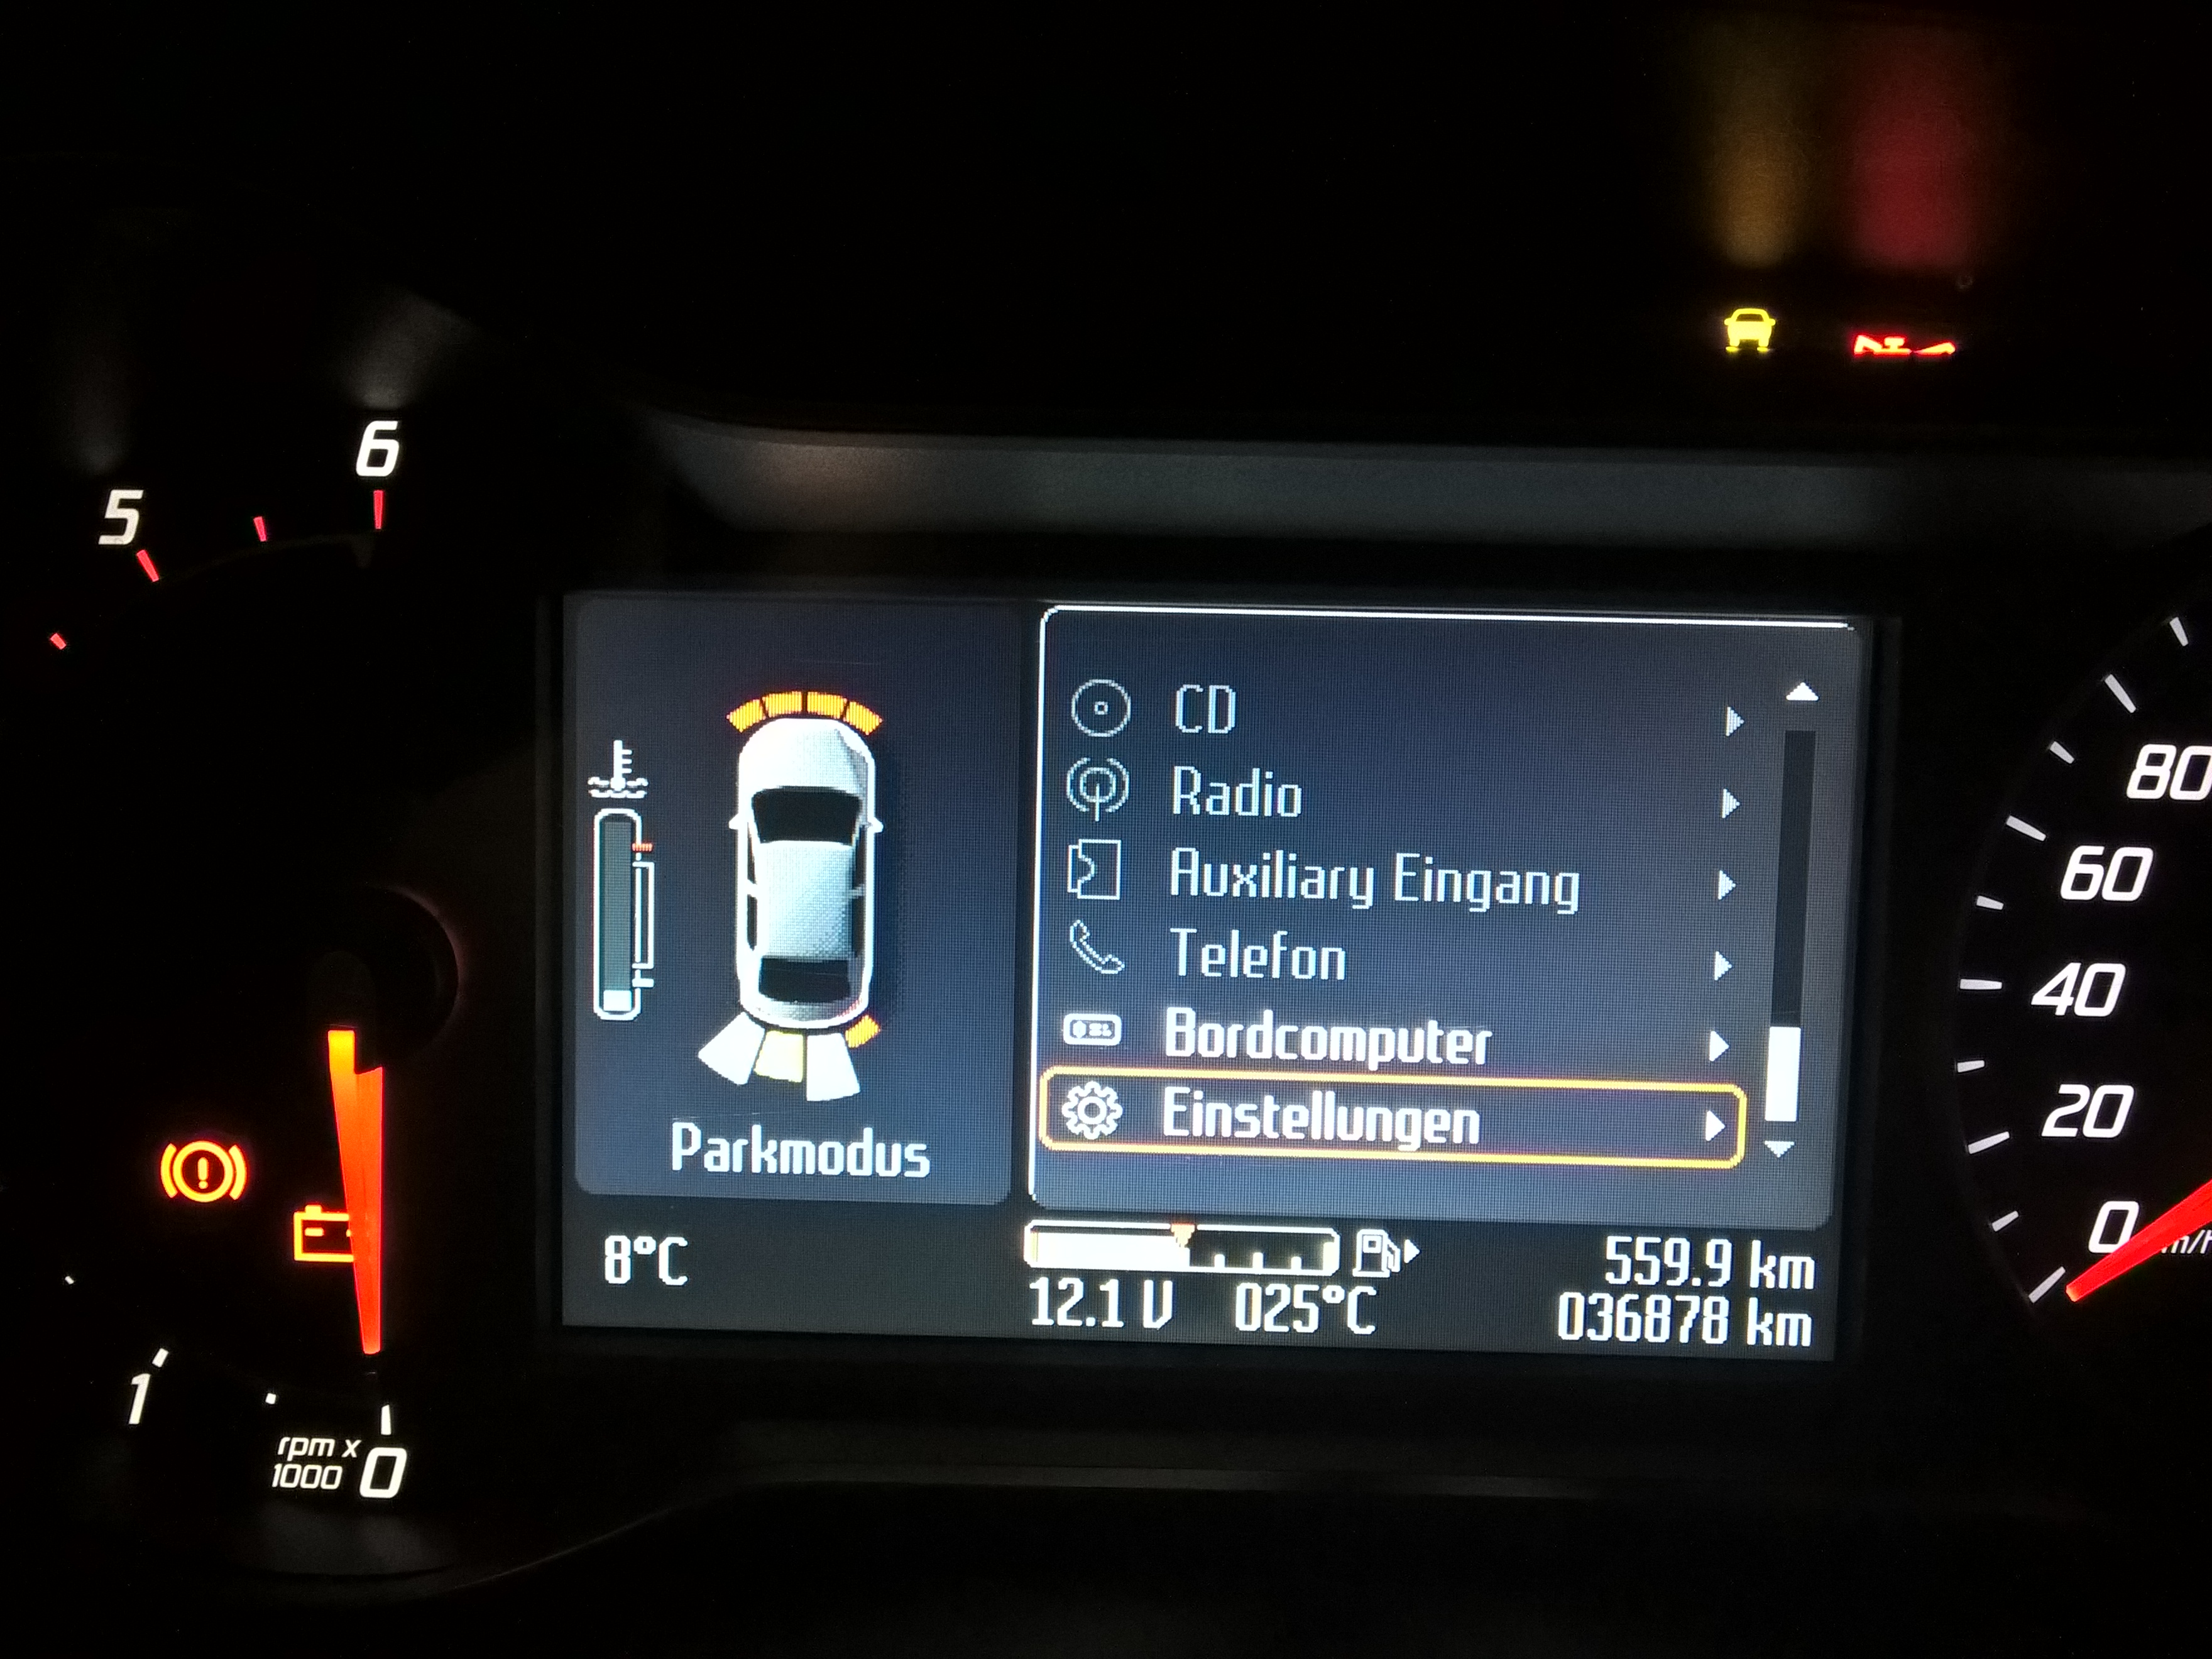 6
5
CD
Radio
Auxiliary Eingang
Telefon
Bordcomputer
Einstellungen
Parkmodus
80
60
40
20
0
8°C
12.1 V 025°C
559.9 km
036878 km
1
rpm x
1000
0